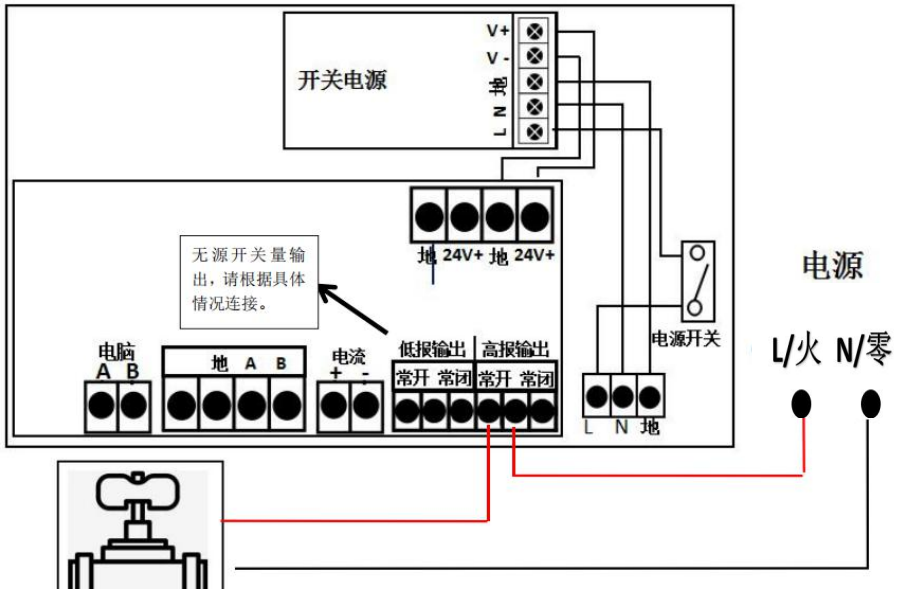 V+
V -
地
N
L
开关电源
地 24V+ 地 24V+
无源开关量输
出，请根据具体
情况连接。
电源
电源开关
L/火 N/零
电脑
A B
地 A B
电流
+ -
低报输出 高报输出
常开 常闭 常开 常闭
L N 地